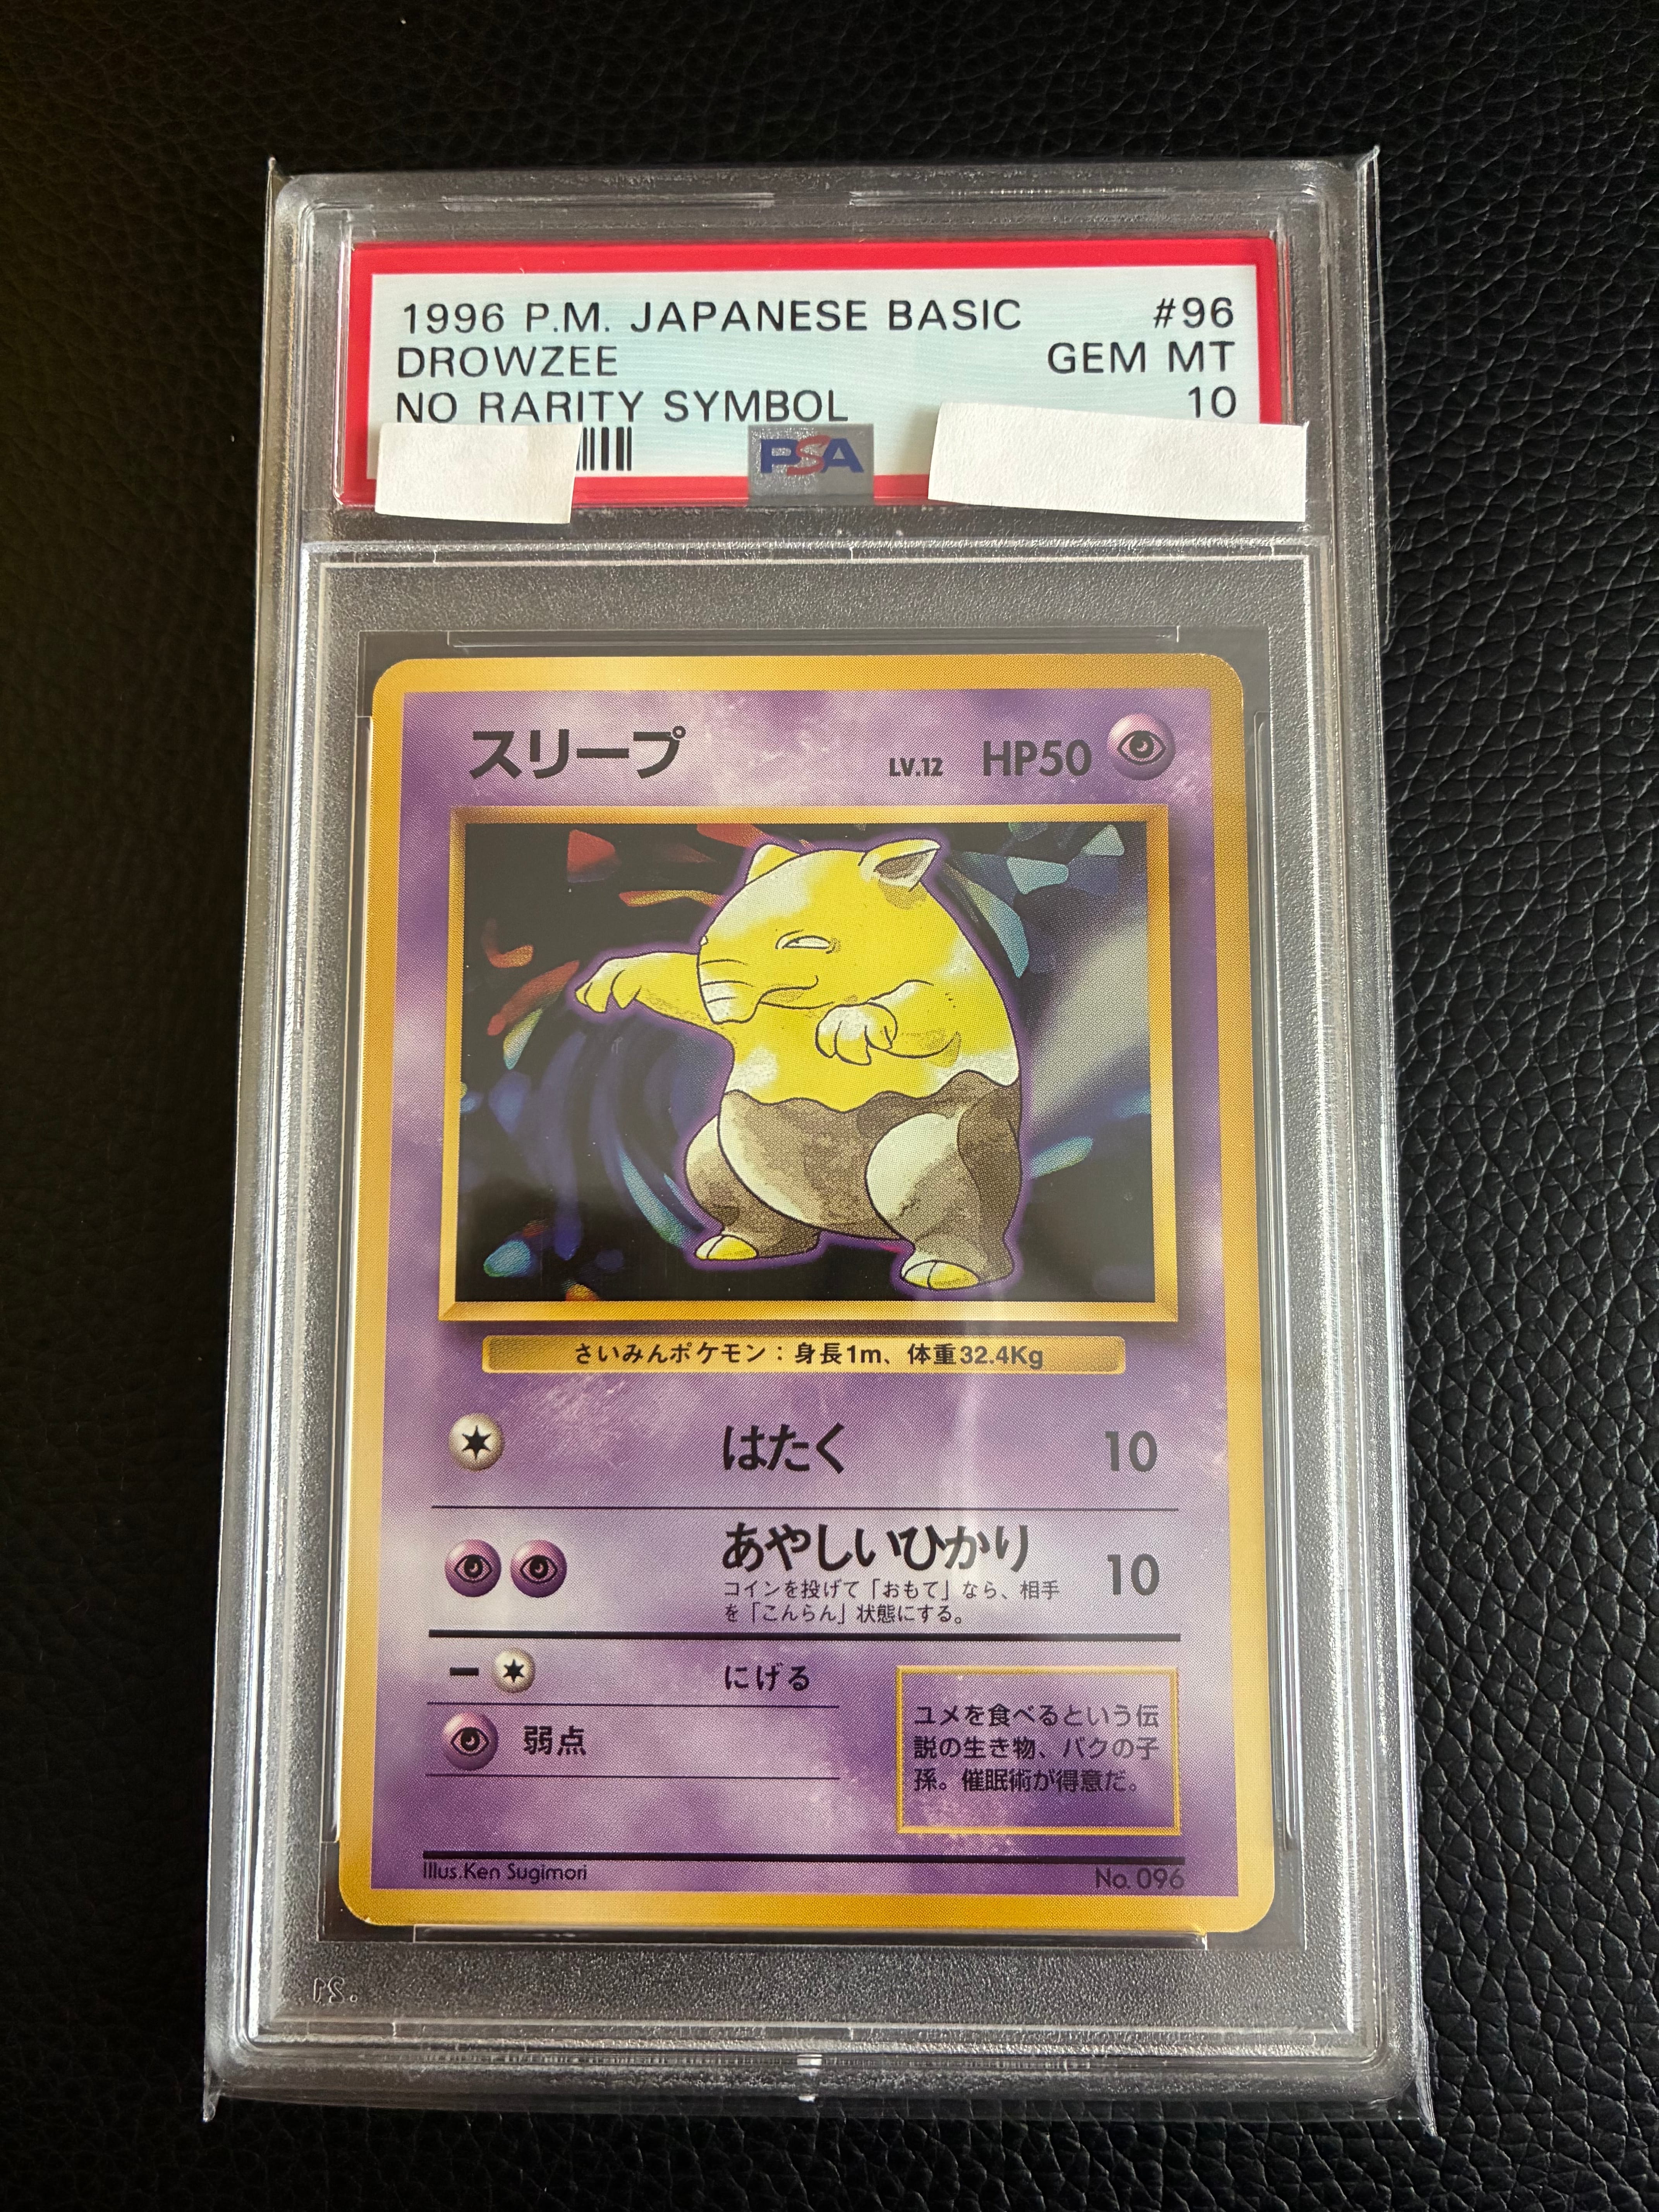 1996 P.M. JAPANESE BASIC #96
DROWZEE GEM MT
NO RARITY SYMBOL 10
PSA
スリープ LV.12 HP50
さいみんポケモン：身長1m、体重32.4Kg
はたく 10
あやしいひかり 10
コインを投げて「おもて」なら、相手
を「こんらん」状態にする。
ー にげる
弱点
ユメを食べるという伝
説の生き物、バクの子
孫。催眠術が得意だ。
Illus.Ken Sugimori No. 096